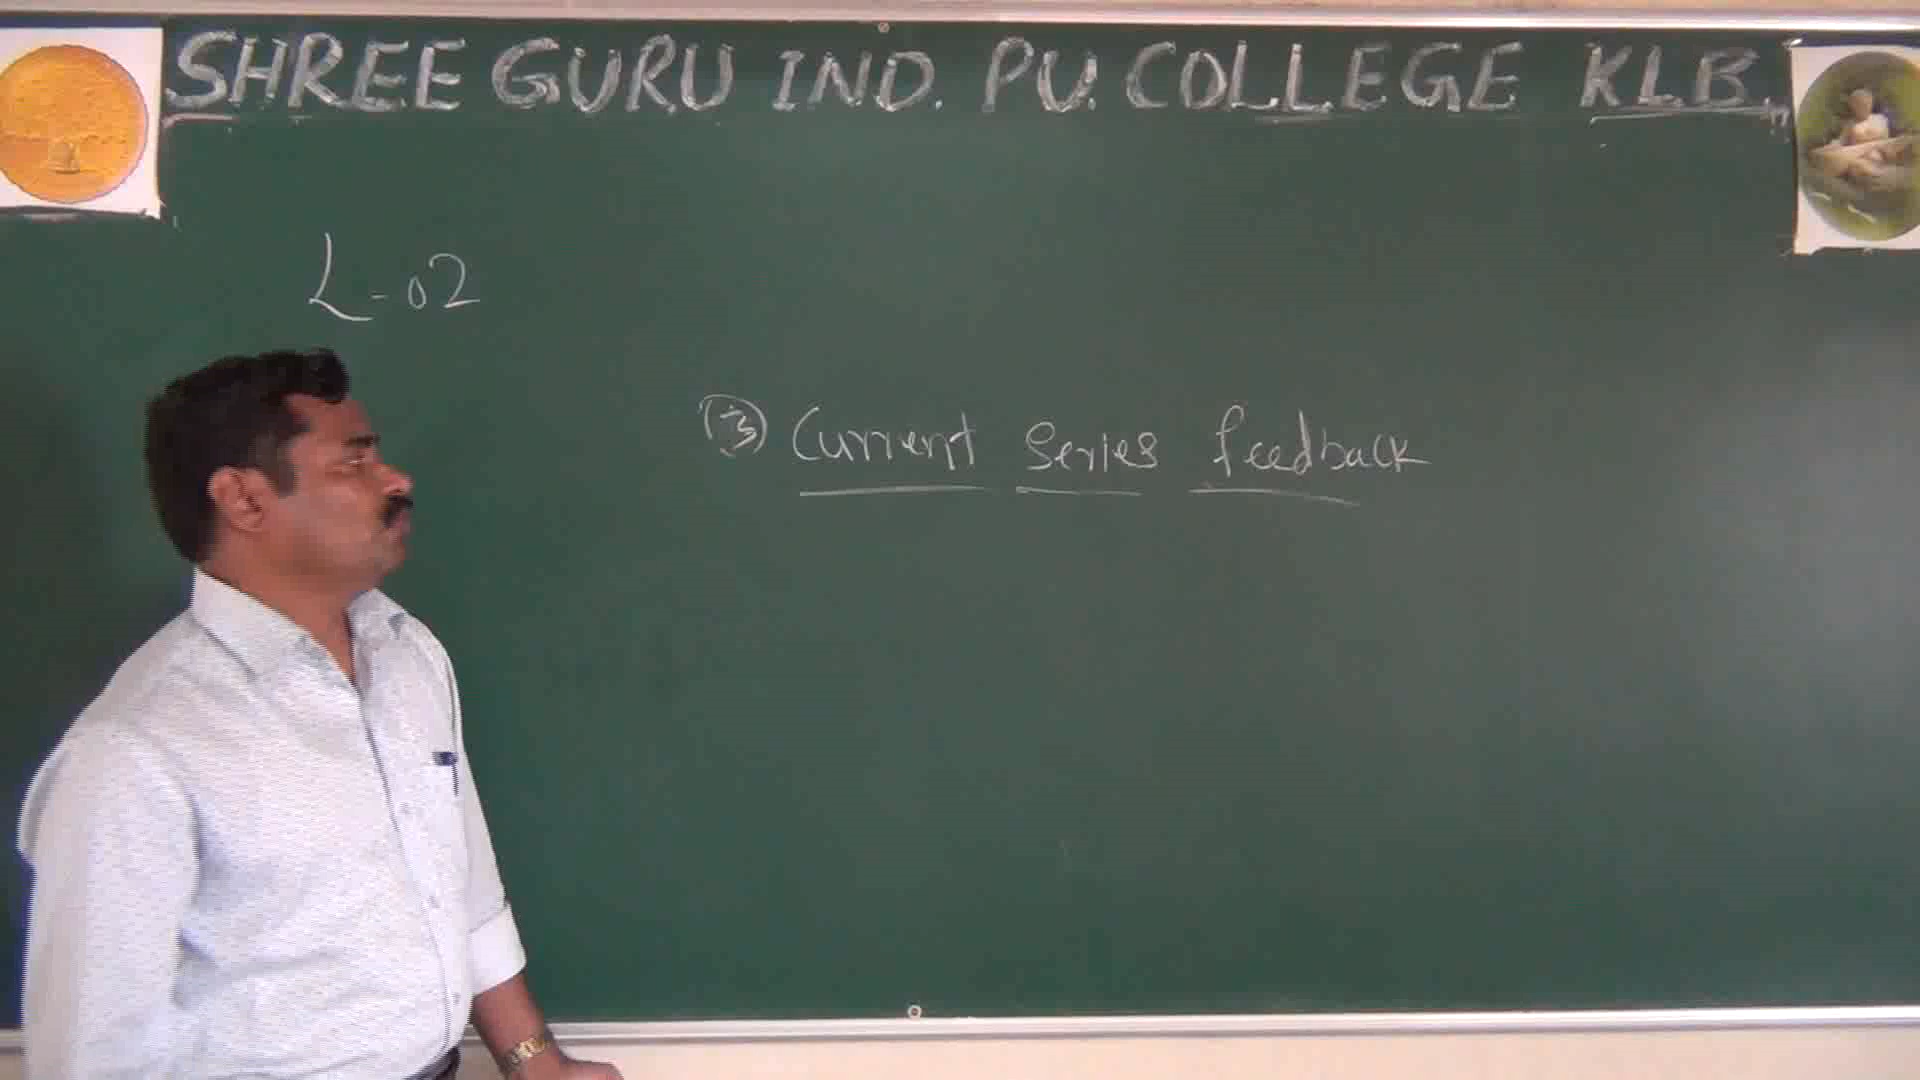 SHREE GURU IND. PU. COLLEGE KLB.
L-02
③ Current Series feedback